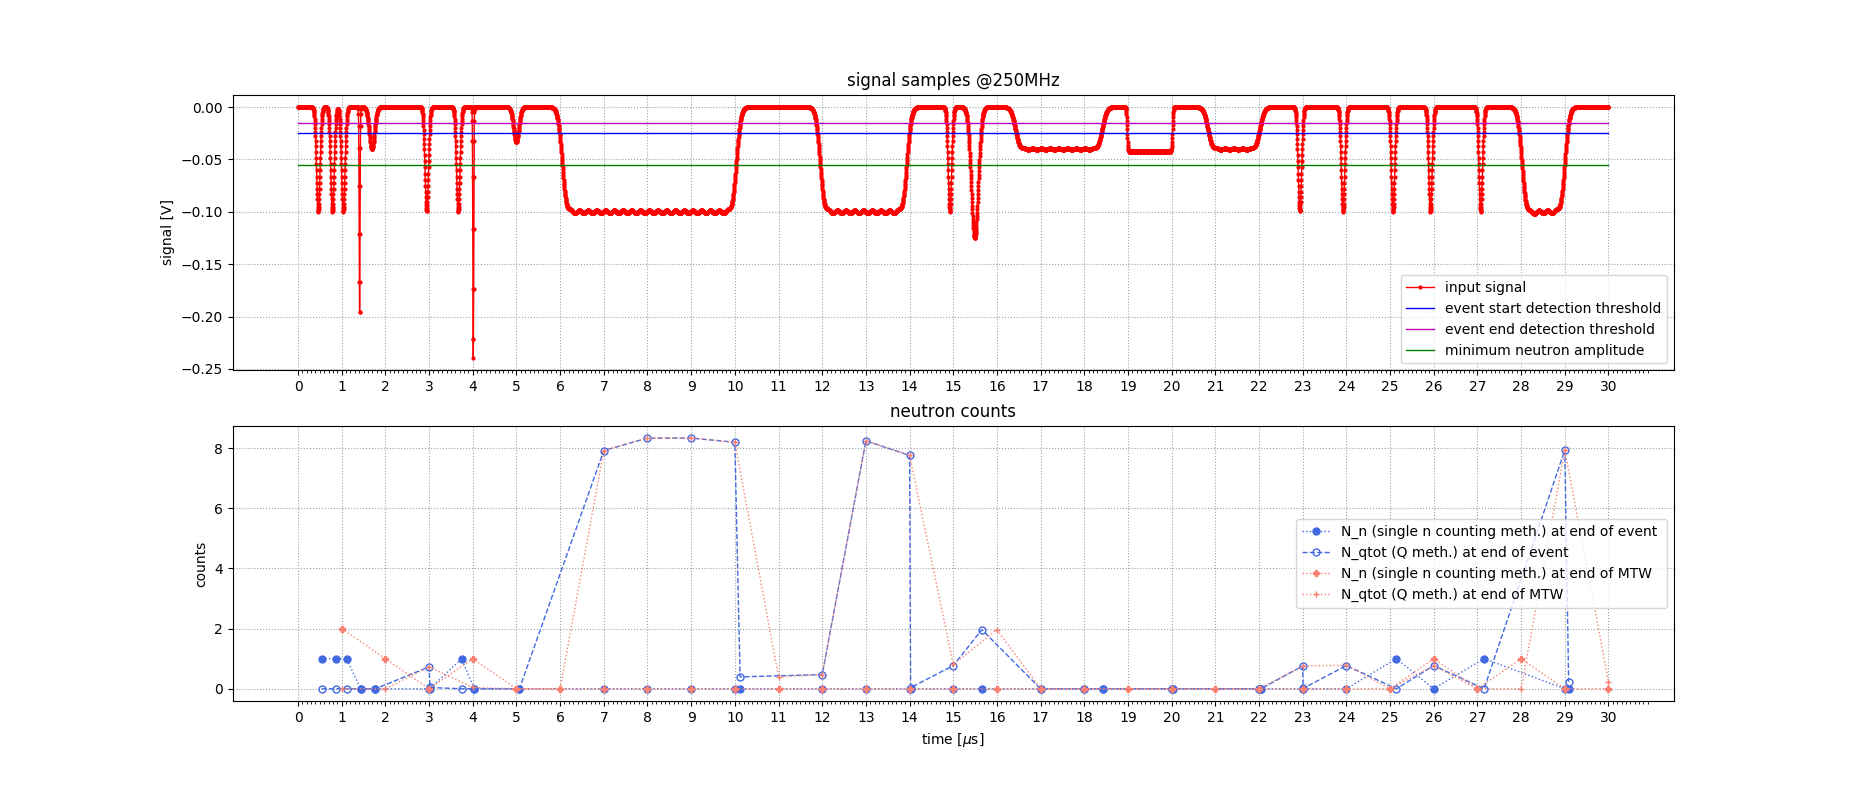 signal samples @250MHz
0.00
−0.05
−0.10
−0.15
−0.20
−0.25
signal [V]
input signal
event start detection threshold
event end detection threshold
minimum neutron amplitude
0 1 2 3 4 5 6 7 8 9 10 11 12 13 14 15 16 17 18 19 20 21 22 23 24 25 26 27 28 29 30
neutron counts
8
6
4
2
0
counts
N_n (single n counting meth.) at end of event
N_qtot (Q meth.) at end of event
N_n (single n counting meth.) at end of MTW
N_qtot (Q meth.) at end of MTW
0 1 2 3 4 5 6 7 8 9 10 11 12 13 14 15 16 17 18 19 20 21 22 23 24 25 26 27 28 29 30
time [μs]